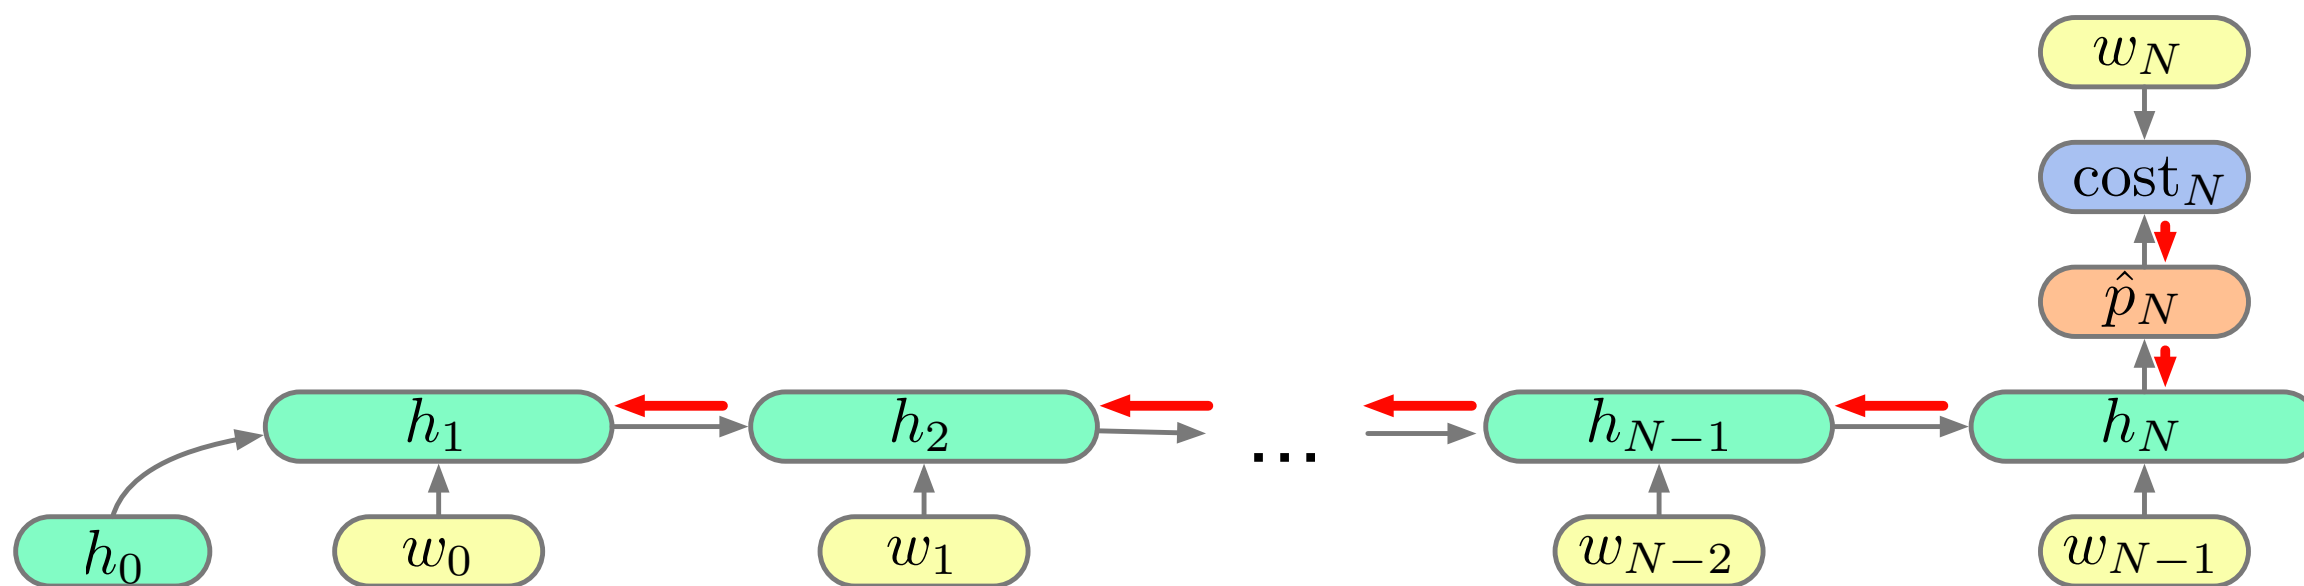 w_N
cost_N
p̂_N
h_1 h_2 ... h_{N−1} h_N
h_0 w_0 w_1 w_{N−2} w_{N−1}